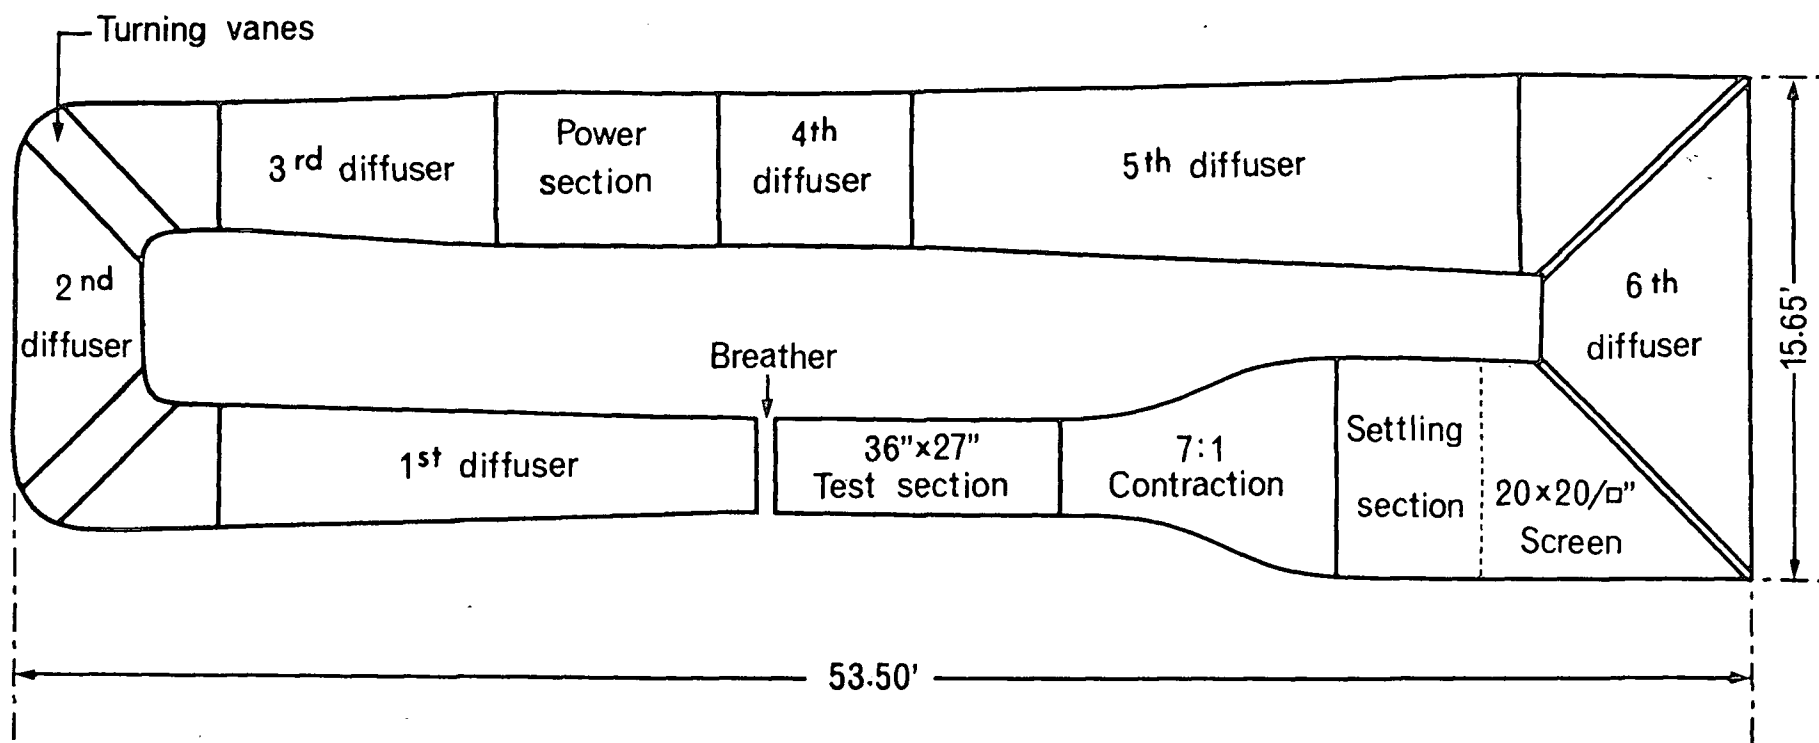 Turning vanes
3rd diffuser
Power
section
4th
diffuser
5th diffuser
2nd
diffuser
6th
diffuser
15.65'
Breather
1st diffuser
36"×27"
Test section
7:1
Contraction
Settling
section
20×20/□"
Screen
53.50'